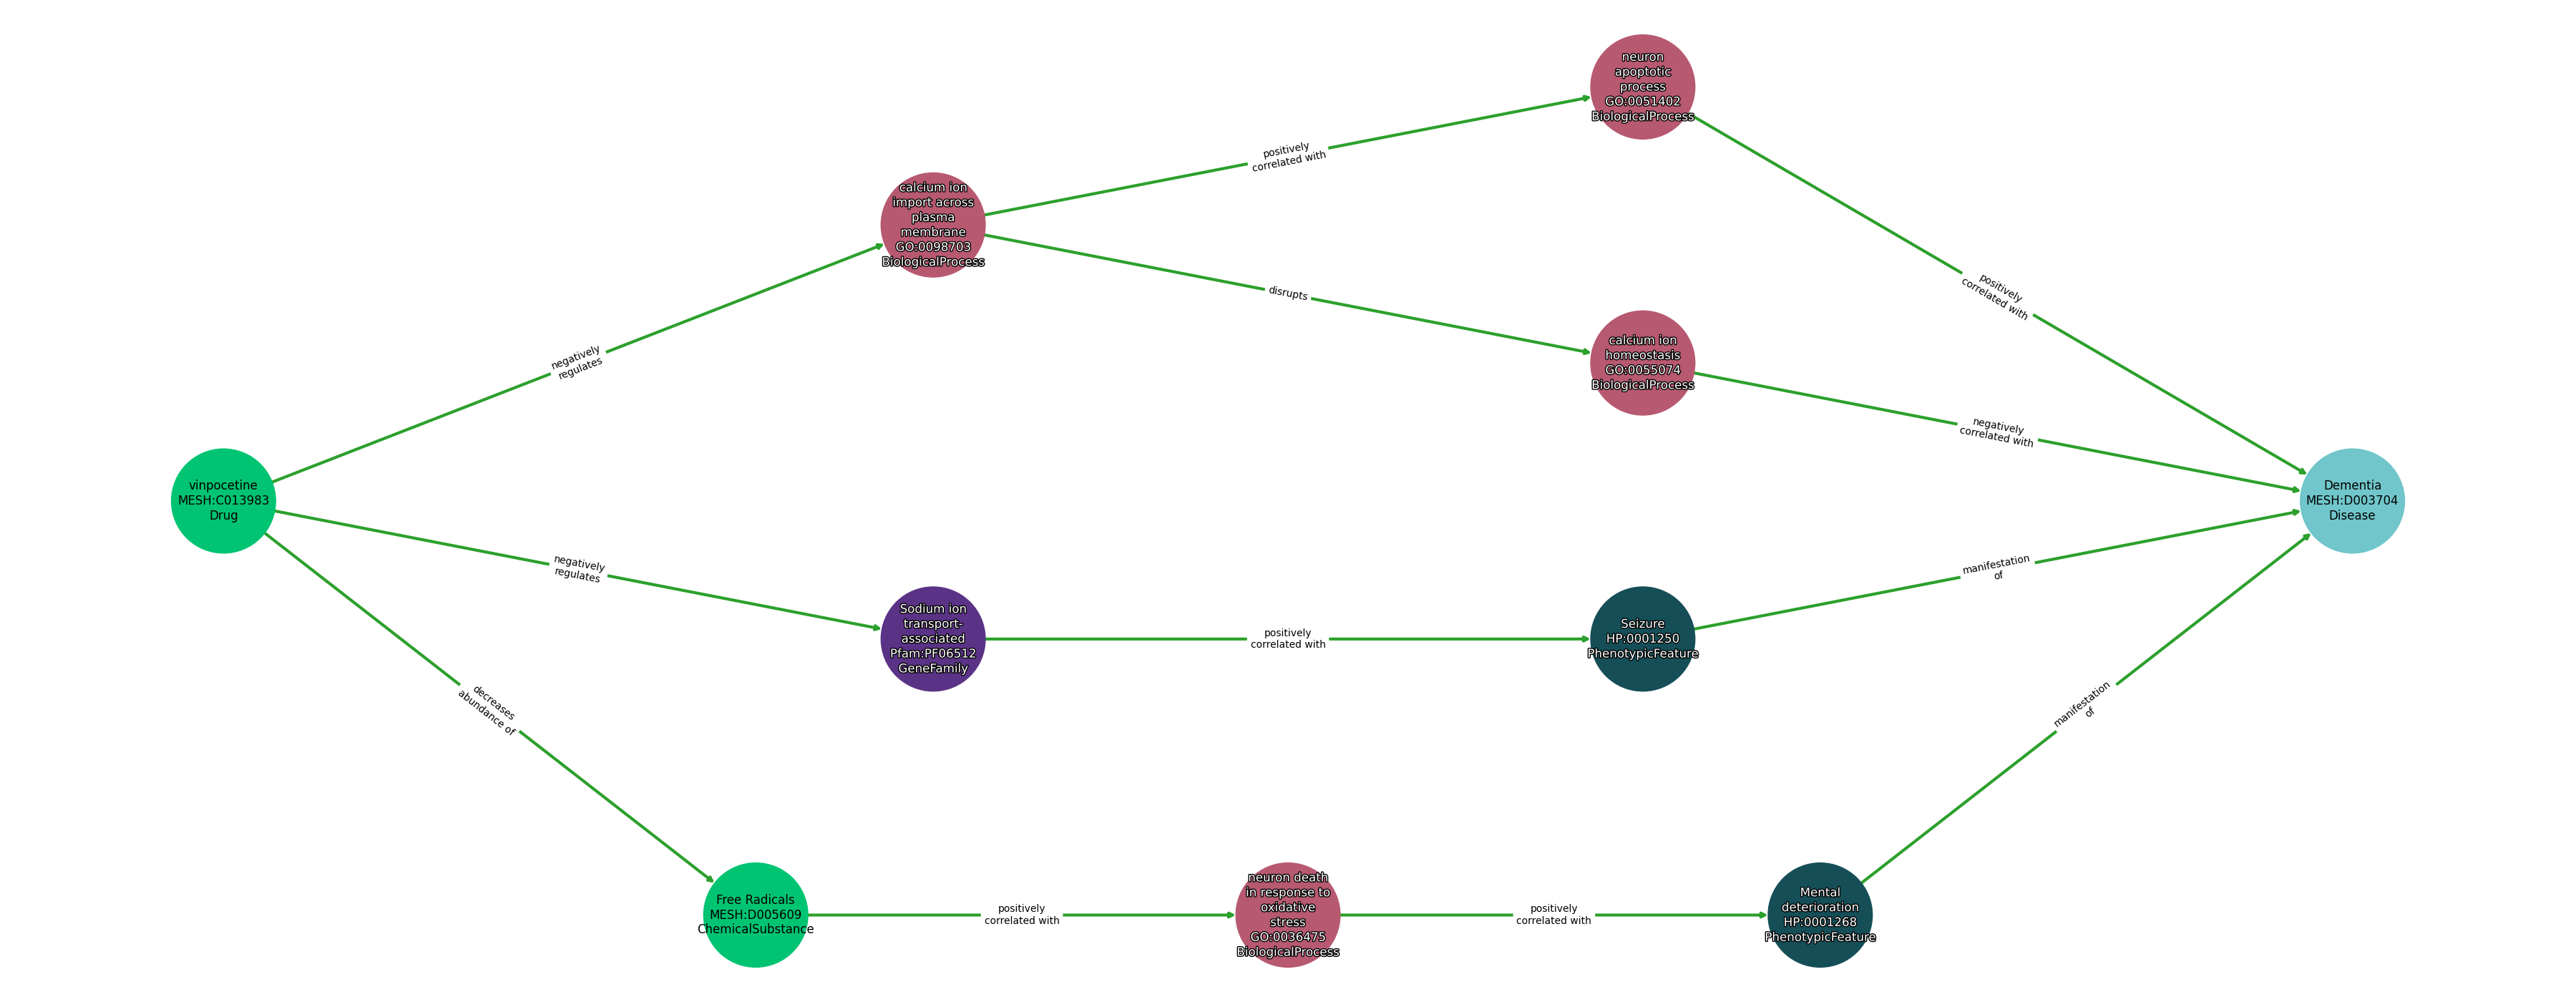 neuron
apoptotic
process
GO:0051402
BiologicalProcess
positively
correlated with
calcium ion
import across
plasma
membrane
GO:0098703
BiologicalProcess
disrupts
positively
correlated with
calcium ion
homeostasis
GO:0055074
BiologicalProcess
negatively
regulates
negatively
correlated with
vinpocetine
MESH:C013983
Drug
Dementia
MESH:D003704
Disease
negatively
regulates
manifestation
of
Sodium ion
transport-
associated
Pfam:PF06512
GeneFamily
positively
correlated with
Seizure
HP:0001250
PhenotypicFeature
decreases
abundance of
manifestation
of
Free Radicals
MESH:D005609
ChemicalSubstance
positively
correlated with
neuron death
in response to
oxidative
stress
GO:0036475
BiologicalProcess
positively
correlated with
Mental
deterioration
HP:0001268
PhenotypicFeature